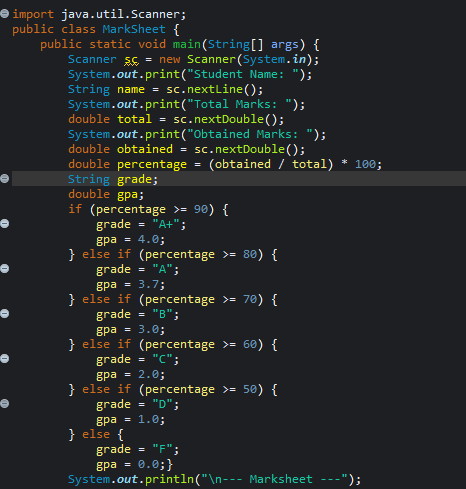 import java.util.Scanner;
public class MarkSheet {
    public static void main(String[] args) {
        Scanner sc = new Scanner(System.in);
        System.out.print("Student Name: ");
        String name = sc.nextLine();
        System.out.print("Total Marks: ");
        double total = sc.nextDouble();
        System.out.print("Obtained Marks: ");
        double obtained = sc.nextDouble();
        double percentage = (obtained / total) * 100;
        String grade;
        double gpa;
        if (percentage >= 90) {
            grade = "A+";
            gpa = 4.0;
        } else if (percentage >= 80) {
            grade = "A";
            gpa = 3.7;
        } else if (percentage >= 70) {
            grade = "B";
            gpa = 3.0;
        } else if (percentage >= 60) {
            grade = "C";
            gpa = 2.0;
        } else if (percentage >= 50) {
            grade = "D";
            gpa = 1.0;
        } else {
            grade = "F";
            gpa = 0.0;}
        System.out.println("\n--- Marksheet ---");